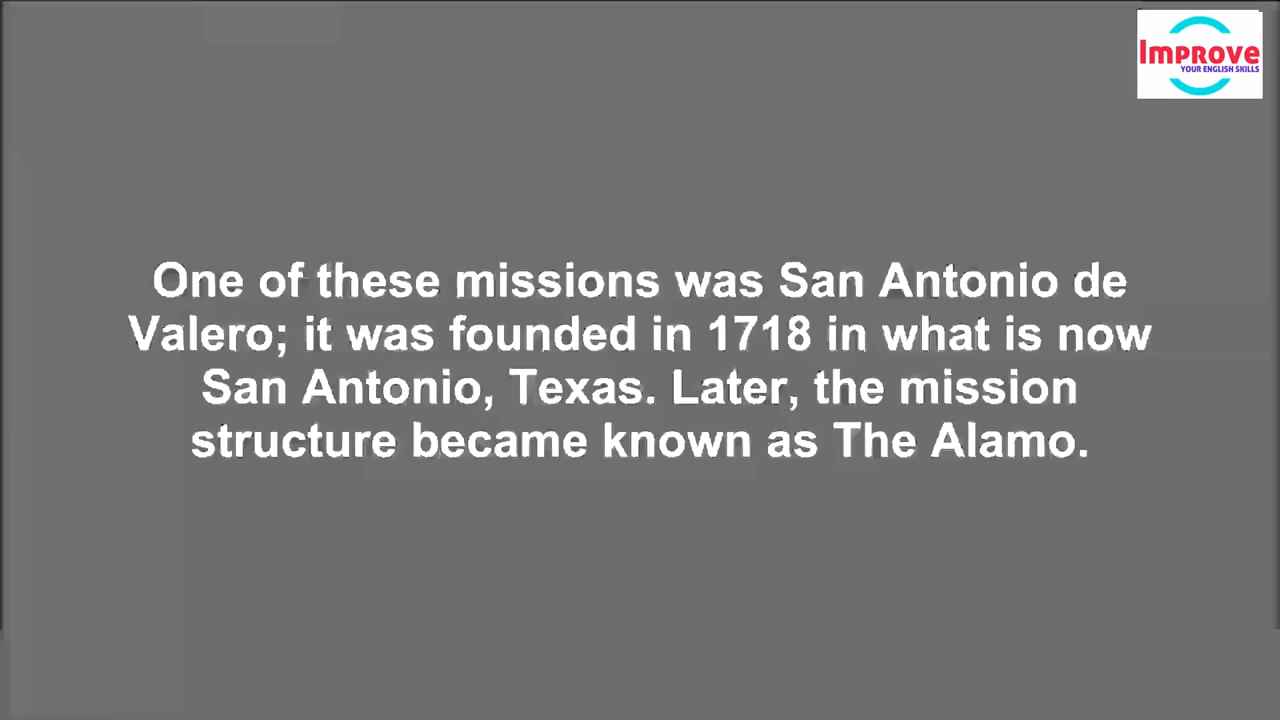 Improve
YOUR ENGLISH SKILLS
One of these missions was San Antonio de
Valero; it was founded in 1718 in what is now
San Antonio, Texas. Later, the mission
structure became known as The Alamo.